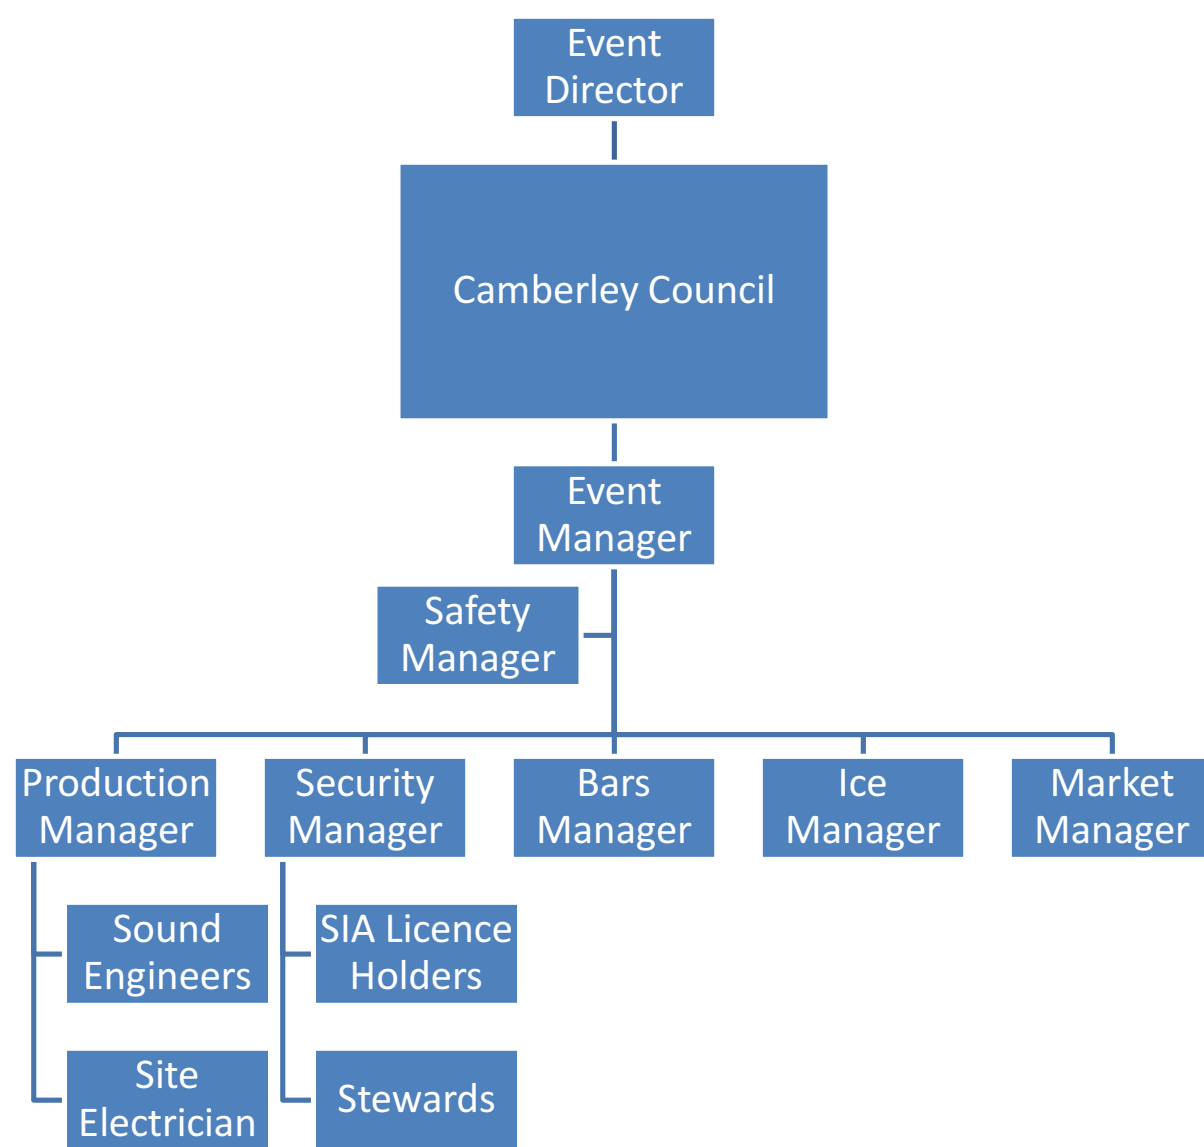 Event
Director
Camberley Council
Event
Manager
Safety
Manager
Production
Manager
Security
Manager
Bars
Manager
Ice
Manager
Market
Manager
Sound
Engineers
SIA Licence
Holders
Site
Electrician
Stewards